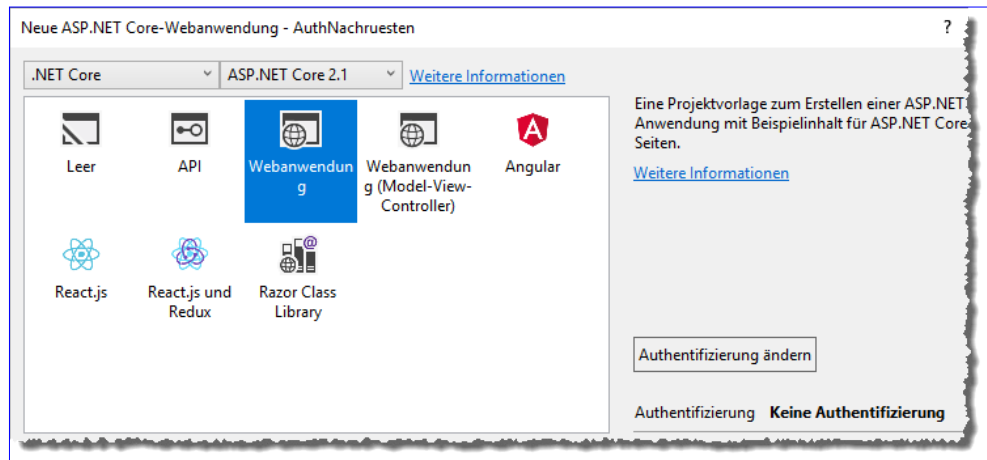 Neue ASP.NET Core-Webanwendung - AuthNachruesten ?
.NET Core ASP.NET Core 2.1 Weitere Informationen
Leer
API
Webanwendun
g
Webanwendun
g (Model-View-
Controller)
Angular
React.js
React.js und
Redux
Razor Class
Library
Eine Projektvorlage zum Erstellen einer ASP.NET
Anwendung mit Beispielinhalt für ASP.NET Core
Seiten.
Weitere Informationen
Authentifizierung ändern
Authentifizierung Keine Authentifizierung